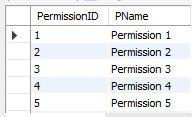 PermissionID PName
1 Permission 1
2 Permission 2
3 Permission 3
4 Permission 4
5 Permission 5